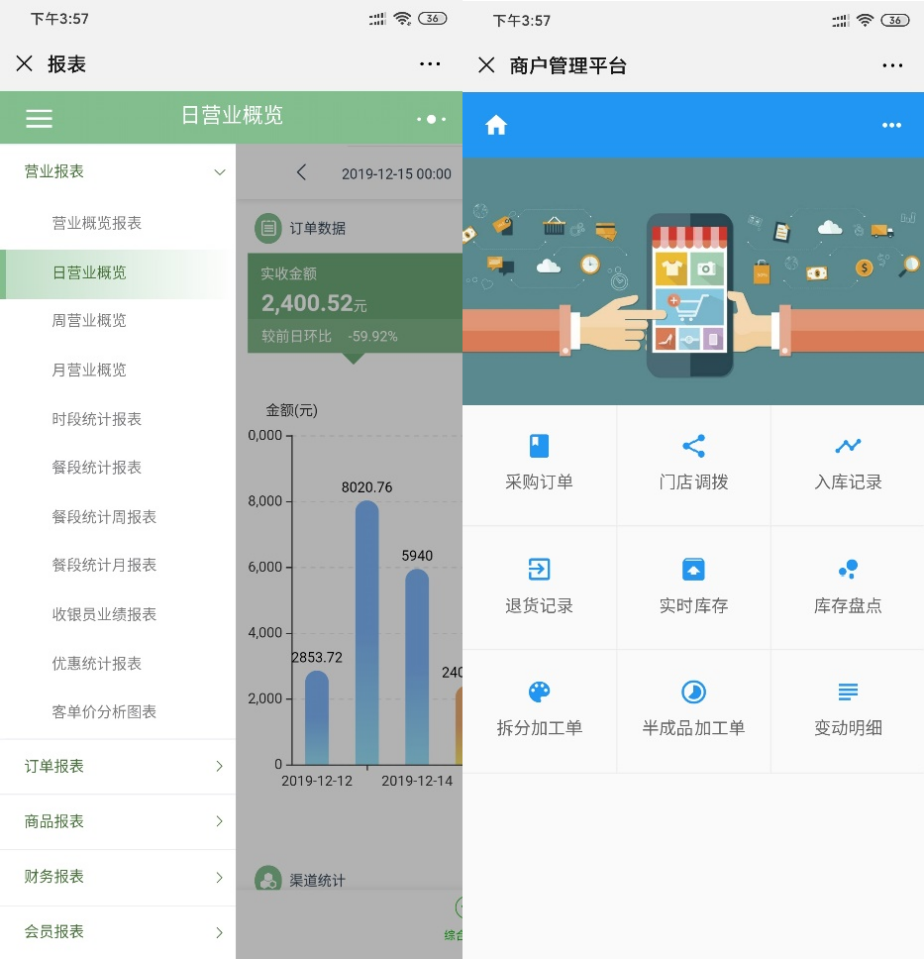 下午3:57
36
报表
日营业概览
营业报表
营业概览报表
日营业概览
周营业概览
月营业概览
时段统计报表
餐段统计报表
餐段统计周报表
餐段统计月报表
收银员业绩报表
优惠统计报表
客单价分析图表
订单报表
商品报表
财务报表
会员报表
2019-12-15 00:00
订单数据
实收金额
2,400.52元
较前日环比 -59.92%
金额(元)
0,000
8,000
6,000
4,000
2,000
0
2853.72
8020.76
5940
240
2019-12-12
2019-12-14
渠道统计
综合
下午3:57
36
商户管理平台
采购订单
门店调拨
入库记录
退货记录
实时库存
库存盘点
拆分加工单
半成品加工单
变动明细